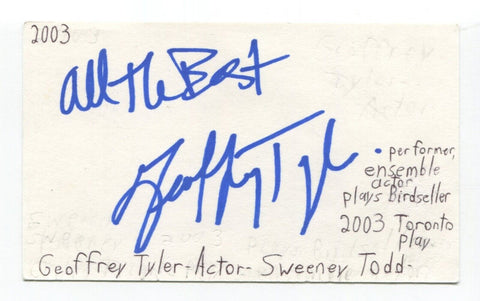 2003
All the Best
Geoffrey Tyler
• performer,
ensemble
actor
plays Birdseller
2003 Toronto
play
Geoffrey Tyler-Actor- Sweeney Todd